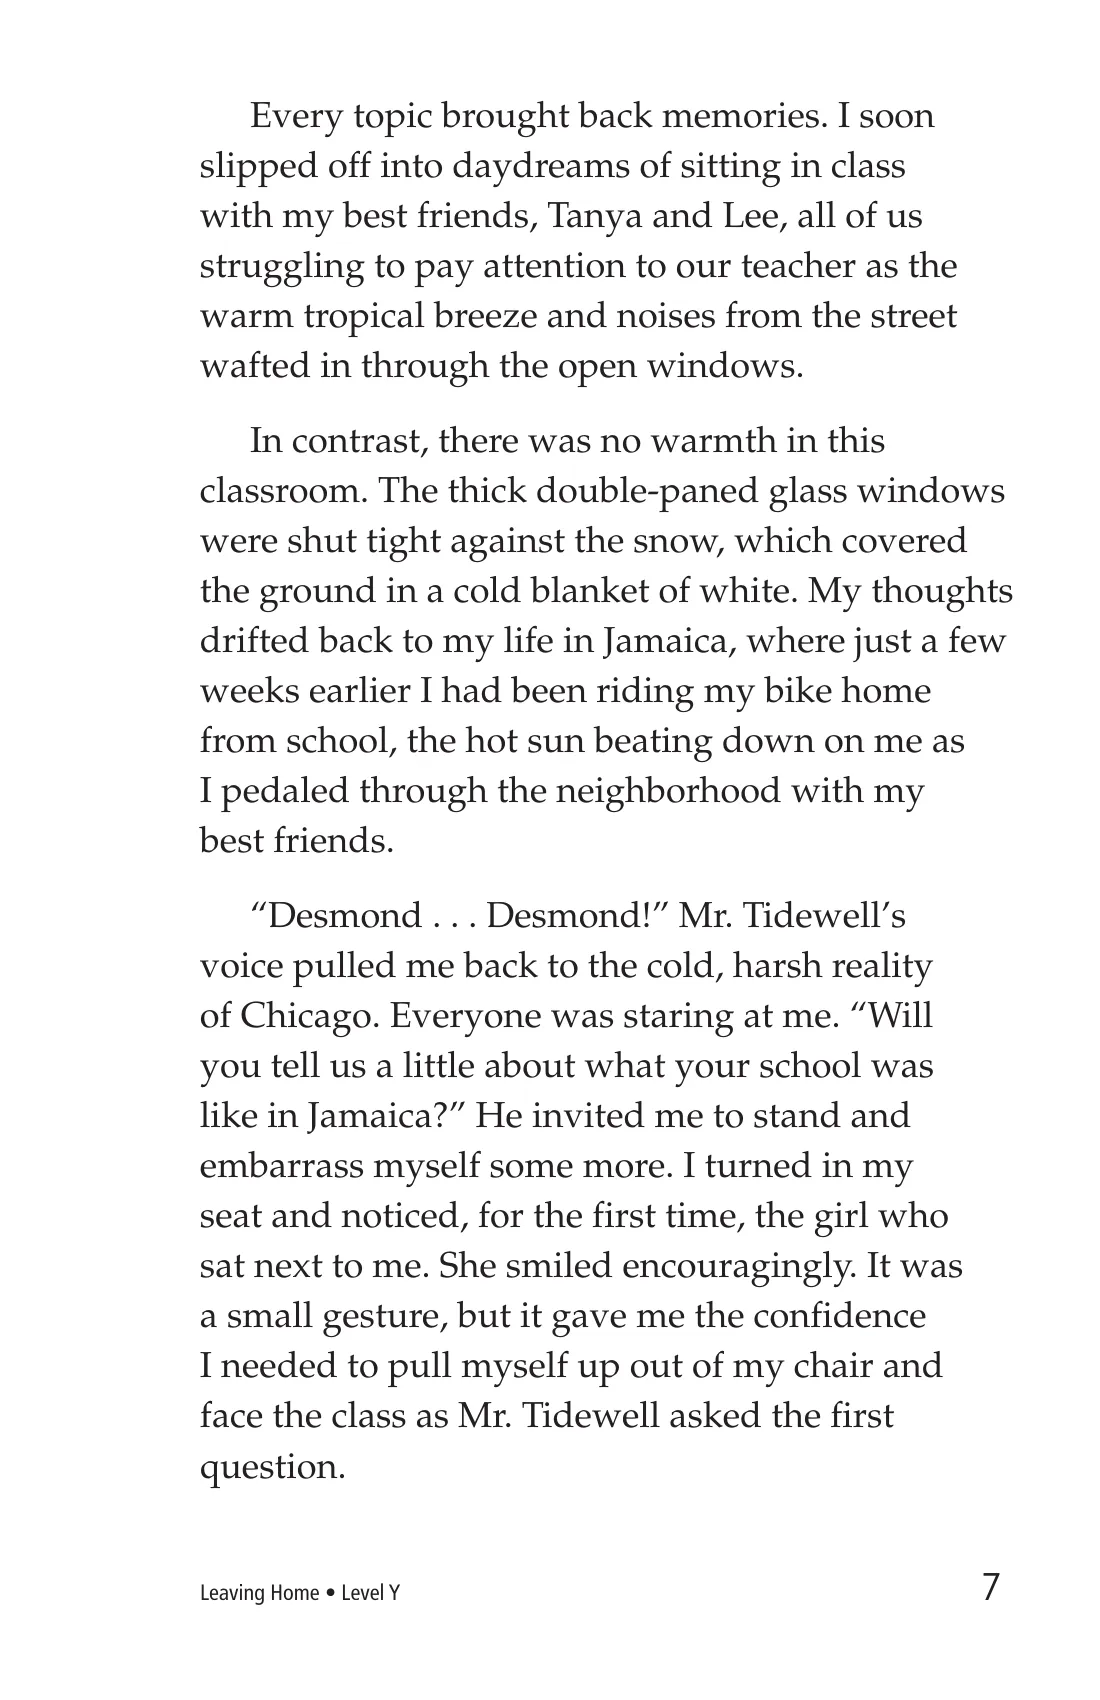 Every topic brought back memories. I soon
slipped off into daydreams of sitting in class
with my best friends, Tanya and Lee, all of us
struggling to pay attention to our teacher as the
warm tropical breeze and noises from the street
wafted in through the open windows.
In contrast, there was no warmth in this
classroom. The thick double-paned glass windows
were shut tight against the snow, which covered
the ground in a cold blanket of white. My thoughts
drifted back to my life in Jamaica, where just a few
weeks earlier I had been riding my bike home
from school, the hot sun beating down on me as
I pedaled through the neighborhood with my
best friends.
“Desmond . . . Desmond!” Mr. Tidewell’s
voice pulled me back to the cold, harsh reality
of Chicago. Everyone was staring at me. “Will
you tell us a little about what your school was
like in Jamaica?” He invited me to stand and
embarrass myself some more. I turned in my
seat and noticed, for the first time, the girl who
sat next to me. She smiled encouragingly. It was
a small gesture, but it gave me the confidence
I needed to pull myself up out of my chair and
face the class as Mr. Tidewell asked the first
question.
Leaving Home • Level Y 7